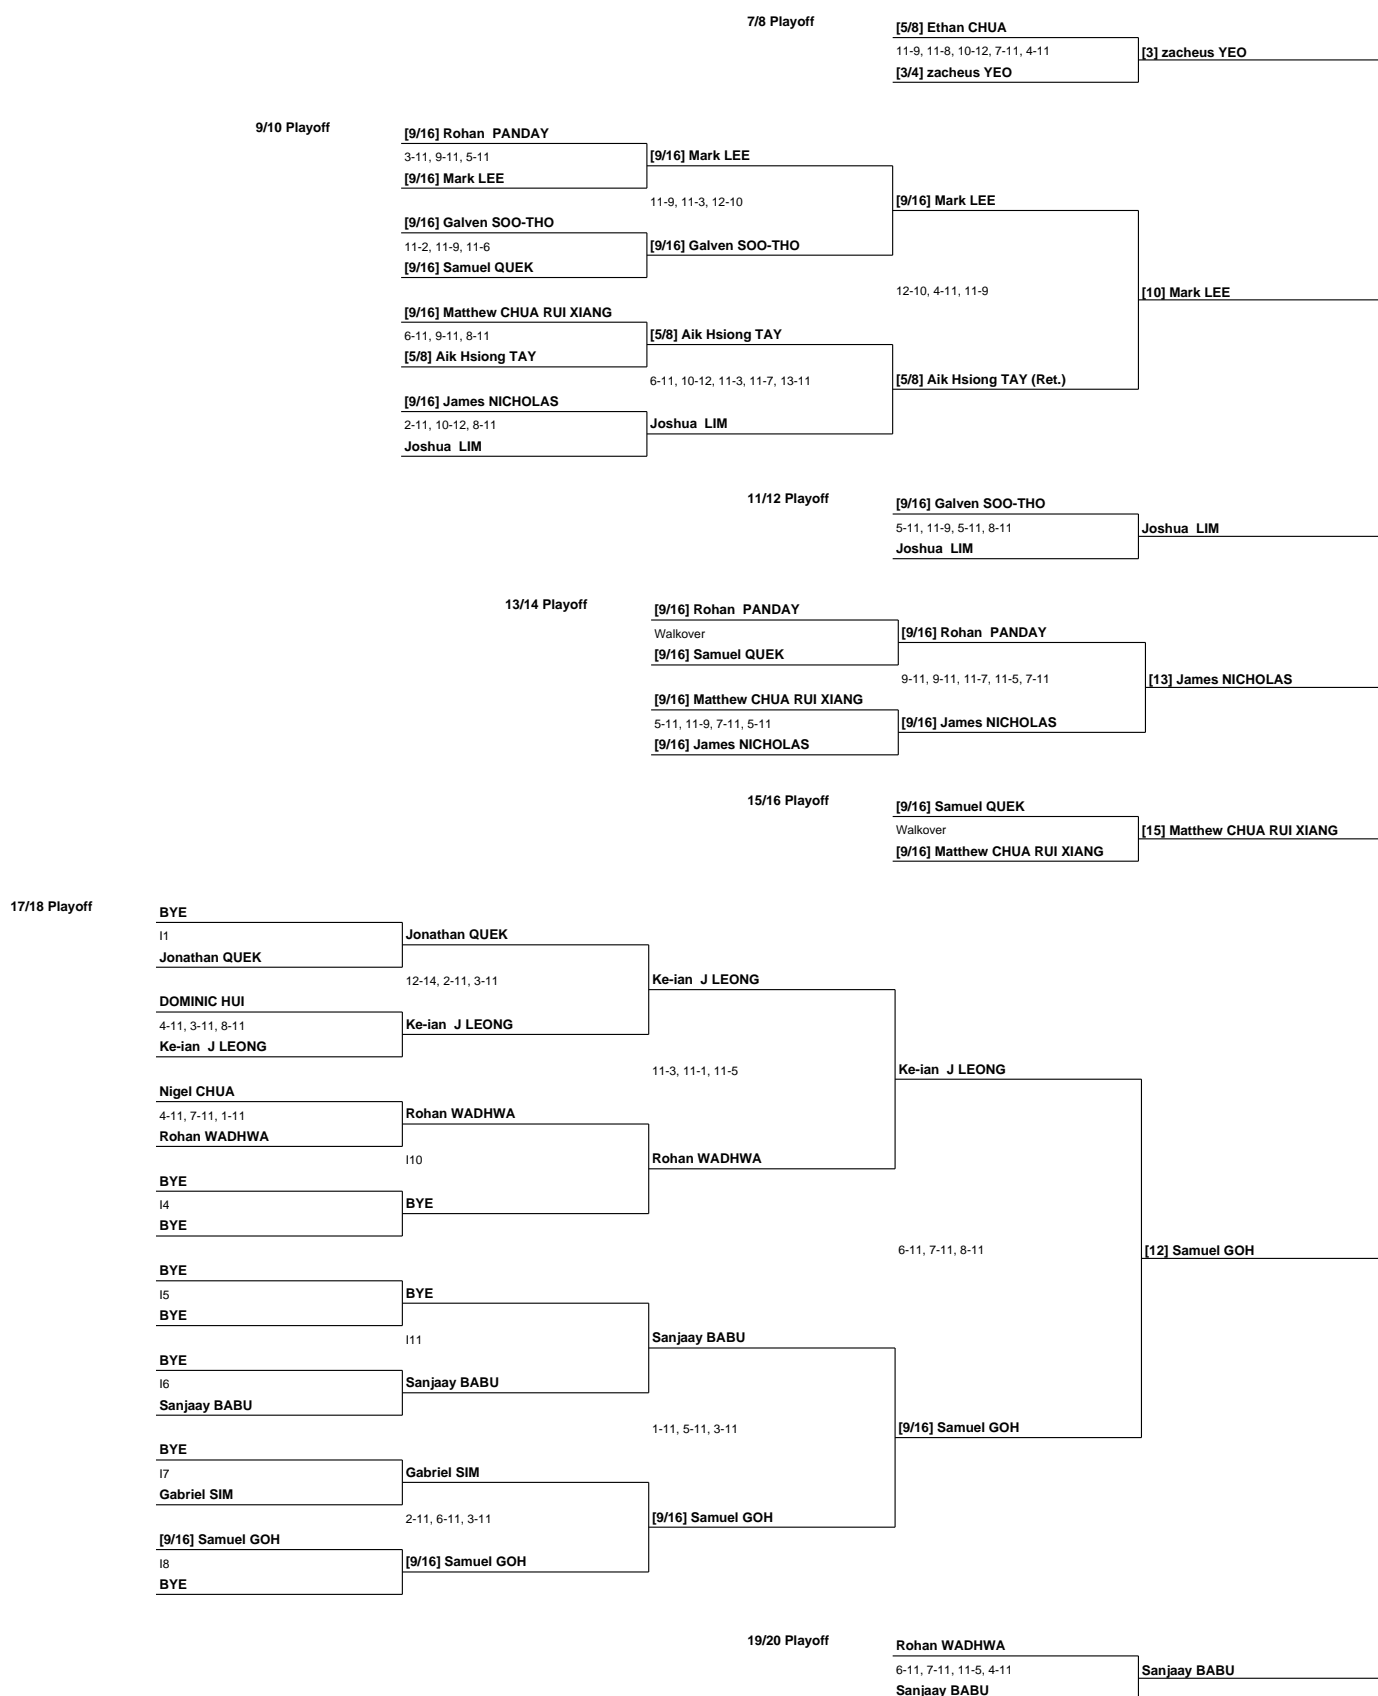 7/8 Playoff
[5/8] Ethan CHUA
11-9, 11-8, 10-12, 7-11, 4-11
[3] zacheus YEO
[3/4] zacheus YEO
9/10 Playoff
[9/16] Rohan  PANDAY
3-11, 9-11, 5-11
[9/16] Mark LEE
[9/16] Mark LEE
11-9, 11-3, 12-10
[9/16] Mark LEE
[9/16] Galven SOO-THO
11-2, 11-9, 11-6
[9/16] Galven SOO-THO
[9/16] Samuel QUEK
12-10, 4-11, 11-9
[10] Mark LEE
[9/16] Matthew CHUA RUI XIANG
6-11, 9-11, 8-11
[5/8] Aik Hsiong TAY
[5/8] Aik Hsiong TAY
6-11, 10-12, 11-3, 11-7, 13-11
[5/8] Aik Hsiong TAY (Ret.)
[9/16] James NICHOLAS
2-11, 10-12, 8-11
Joshua  LIM
Joshua  LIM
11/12 Playoff
[9/16] Galven SOO-THO
5-11, 11-9, 5-11, 8-11
Joshua  LIM
Joshua  LIM
13/14 Playoff
[9/16] Rohan  PANDAY
Walkover
[9/16] Rohan  PANDAY
[9/16] Samuel QUEK
9-11, 9-11, 11-7, 11-5, 7-11
[13] James NICHOLAS
[9/16] Matthew CHUA RUI XIANG
5-11, 11-9, 7-11, 5-11
[9/16] James NICHOLAS
[9/16] James NICHOLAS
15/16 Playoff
[9/16] Samuel QUEK
Walkover
[15] Matthew CHUA RUI XIANG
[9/16] Matthew CHUA RUI XIANG
17/18 Playoff
BYE
I1
Jonathan QUEK
Jonathan QUEK
12-14, 2-11, 3-11
Ke-ian  J LEONG
DOMINIC HUI
4-11, 3-11, 8-11
Ke-ian  J LEONG
Ke-ian  J LEONG
11-3, 11-1, 11-5
Ke-ian  J LEONG
Nigel CHUA
4-11, 7-11, 1-11
Rohan WADHWA
Rohan WADHWA
I10
Rohan WADHWA
BYE
I4
BYE
BYE
6-11, 7-11, 8-11
[12] Samuel GOH
BYE
I5
BYE
BYE
I11
Sanjaay BABU
BYE
I6
Sanjaay BABU
Sanjaay BABU
1-11, 5-11, 3-11
[9/16] Samuel GOH
BYE
I7
Gabriel SIM
Gabriel SIM
2-11, 6-11, 3-11
[9/16] Samuel GOH
[9/16] Samuel GOH
I8
[9/16] Samuel GOH
BYE
19/20 Playoff
Rohan WADHWA
6-11, 7-11, 11-5, 4-11
Sanjaay BABU
Sanjaay BABU